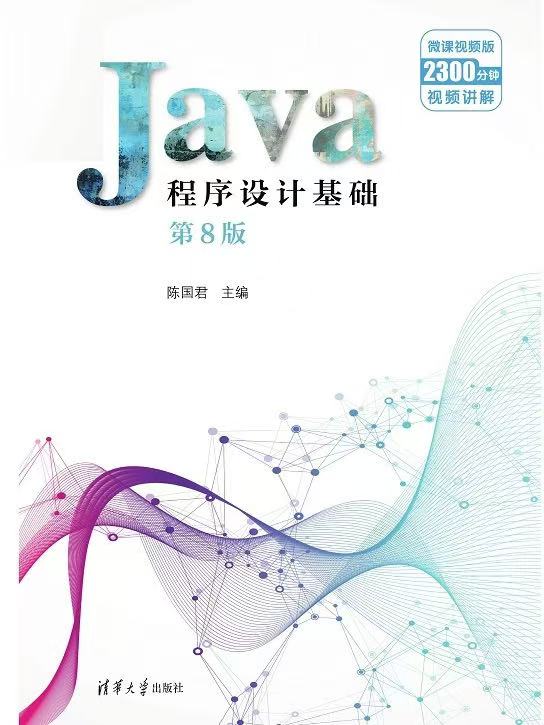 微课视频版
2300分钟
视频讲解
Java
程序设计基础
第8版
陈国君 主编
清华大学出版社